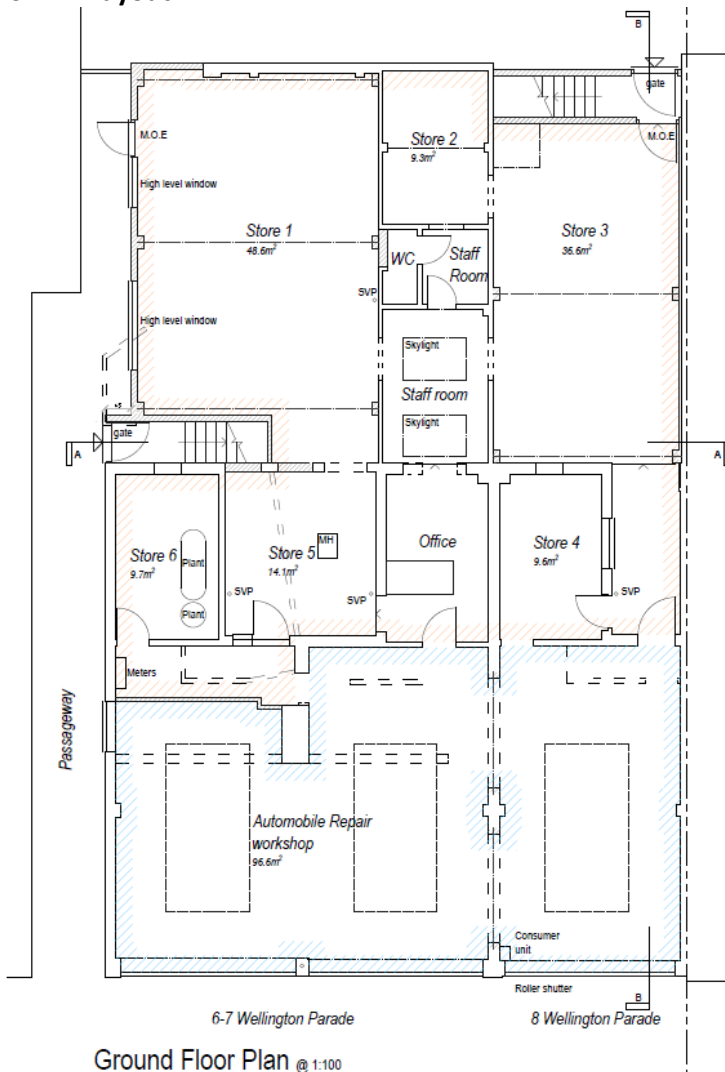 B
gate
M.O.E
M.O.E
Store 2
9.3m²
High level window
Store 1
48.6m²
Store 3
36.6m²
WC
Staff
Room
SVP
High level window
Skylight
Staff room
Skylight
gate
A
A
Store 6
9.7m²
Plant
Plant
Store 5
14.1m²
MH
SVP
SVP
Office
Store 4
9.6m²
SVP
Meters
Passageway
Automobile Repair
workshop
96.6m²
Consumer
unit
Roller shutter
B
6-7 Wellington Parade
8 Wellington Parade
Ground Floor Plan @ 1:100